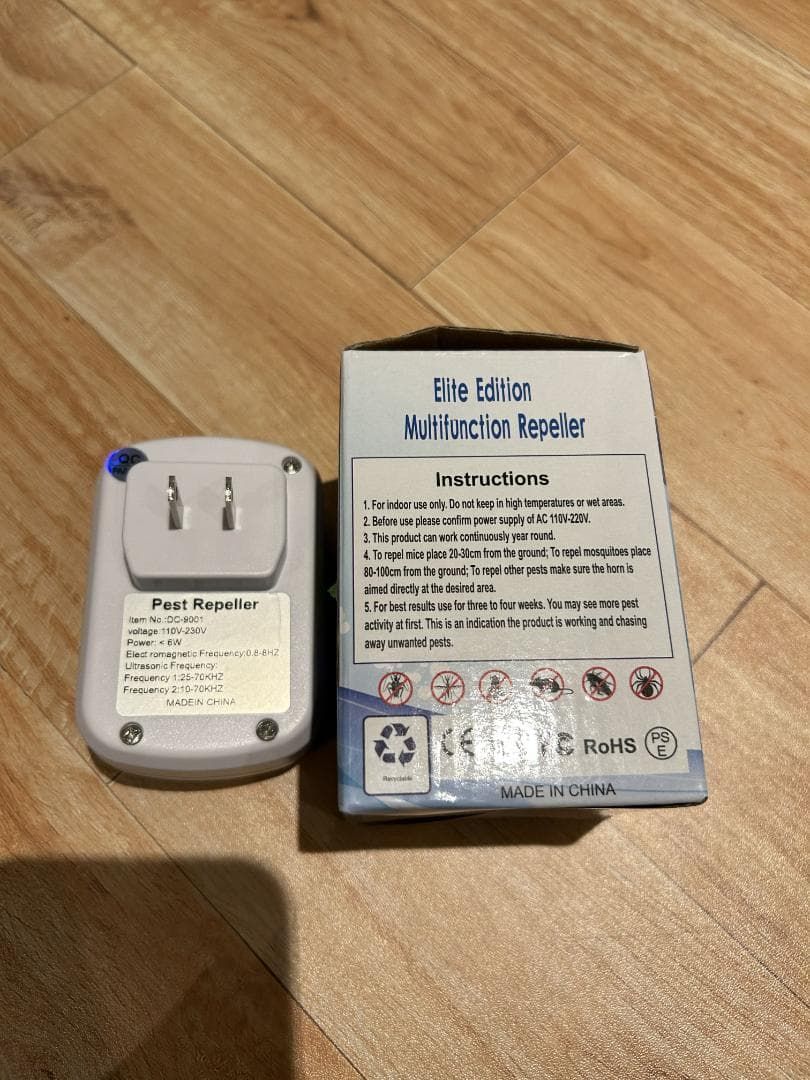 Elite Edition
Multifunction Repeller
Instructions
1. For indoor use only. Do not keep in high temperatures or wet areas.
2. Before use please confirm power supply of AC 110V-220V.
3. This product can work continuously year round.
4. To repel mice place 20-30cm from the ground; To repel mosquitoes place
80-100cm from the ground; To repel other pests make sure the horn is
aimed directly at the desired area.
5. For best results use for three to four weeks. You may see more pest
activity at first. This is an indication the product is working and chasing
away unwanted pests.
Recyclable
CE
RoHS
PS
E
MADE IN CHINA
QC
Pest Repeller
Item No.:DC-9001
voltage:110V-230V
Power: < 6W
Elect romagnetic Frequency:0.8-8HZ
Ultrasonic Frequency:
Frequency 1:25-70KHZ
Frequency 2:10-70KHZ
MADEIN CHINA